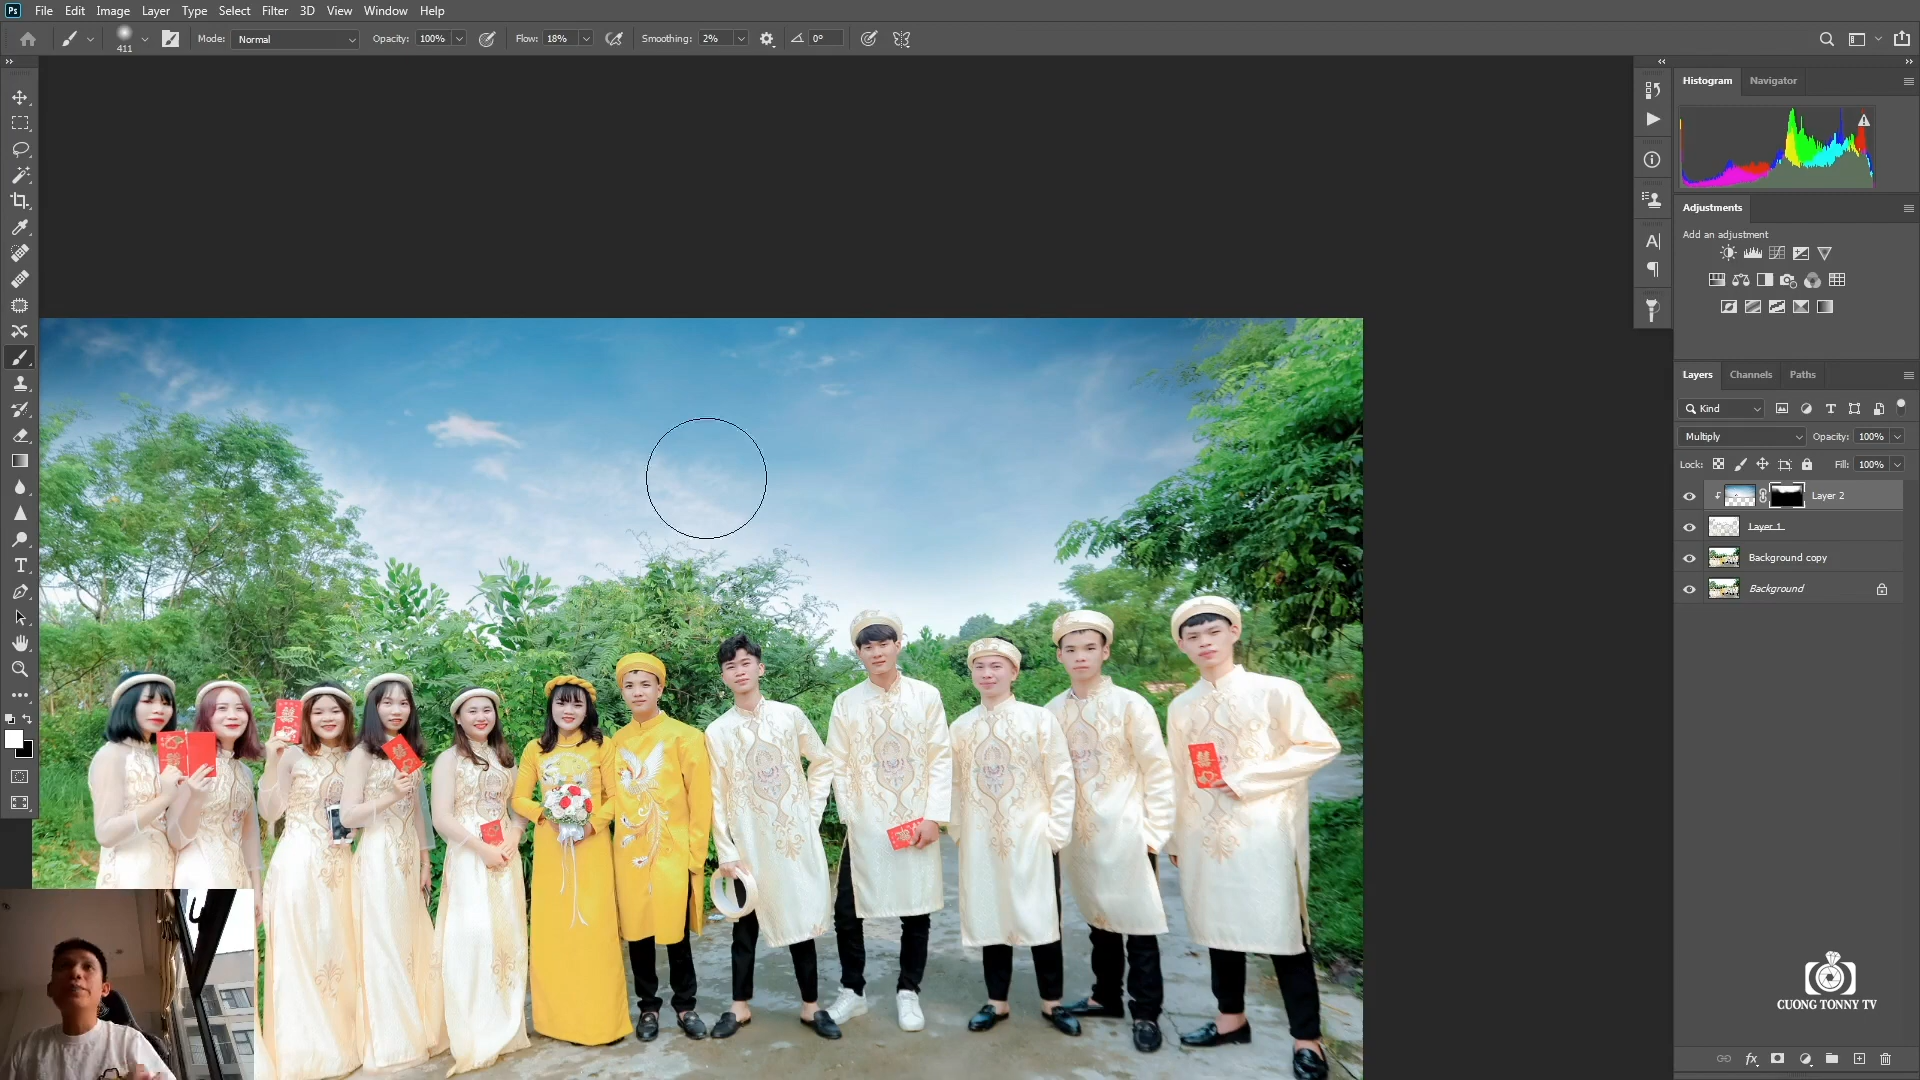 Ps File Edit Image Layer Type Select Filter 3D View Window Help
411 Mode: Normal Opacity: 100% Flow: 18% Smoothing: 2% 0°
Histogram Navigator
Adjustments
Add an adjustment
Layers Channels Paths
Kind
Multiply Opacity: 100%
Lock: Fill: 100%
Layer 2
Layer 1
Background copy
Background
CUONG TONNY TV